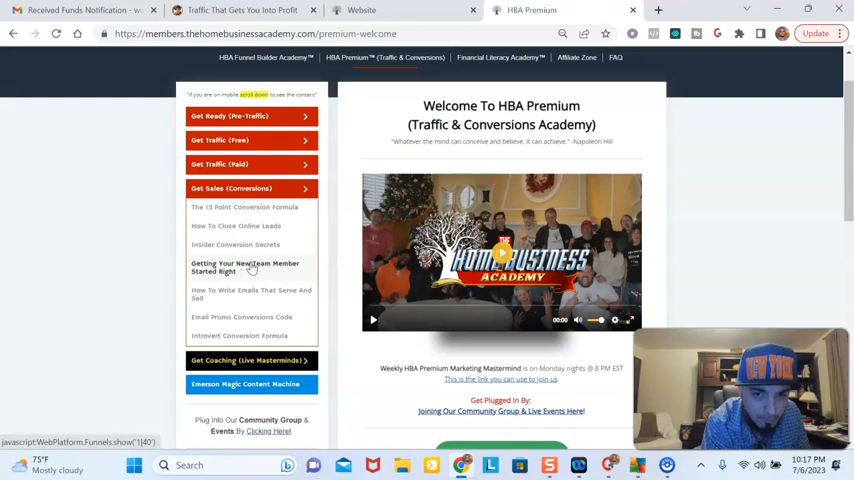 Received Funds Notification - w
Traffic That Gets You Into Profit
Website
HBA Premium
https://members.thehomebusinessacademy.com/premium-welcome
Update
HBA Funnel Builder Academy™
HBA Premium™ (Traffic & Conversions)
Financial Literacy Academy™
Affiliate Zone
FAQ
"If you are on mobile scroll down to see the content"
Get Ready (Pre-Traffic)
Get Traffic (Free)
Get Traffic (Paid)
Get Sales (Conversions)
The 13 Point Conversion Formula
How To Close Online Leads
Insider Conversion Secrets
Getting Your New Team Member
Started Right
How To Write Emails That Serve And
Sell
Email Promo Conversions Code
Introvert Conversion Formula
Get Coaching (Live Masterminds)
Emerson Magic Content Machine
Plug Into Our Community Group &
Events By Clicking Here!
Welcome To HBA Premium
(Traffic & Conversions Academy)
"Whatever the mind can conceive and believe, it can achieve." -Napoleon Hill
THE
HOME BUSINESS
ACADEMY
00:00
Weekly HBA Premium Marketing Mastermind is on Monday nights @ 8 PM EST
This is the link you can use to join us.
Get Plugged In By:
Joining Our Community Group & Live Events Here!
NEW YORK
javascript:WebPlatform.Funnels.show('1|40')
75°F
Mostly cloudy
Search
10:17 PM
7/6/2023